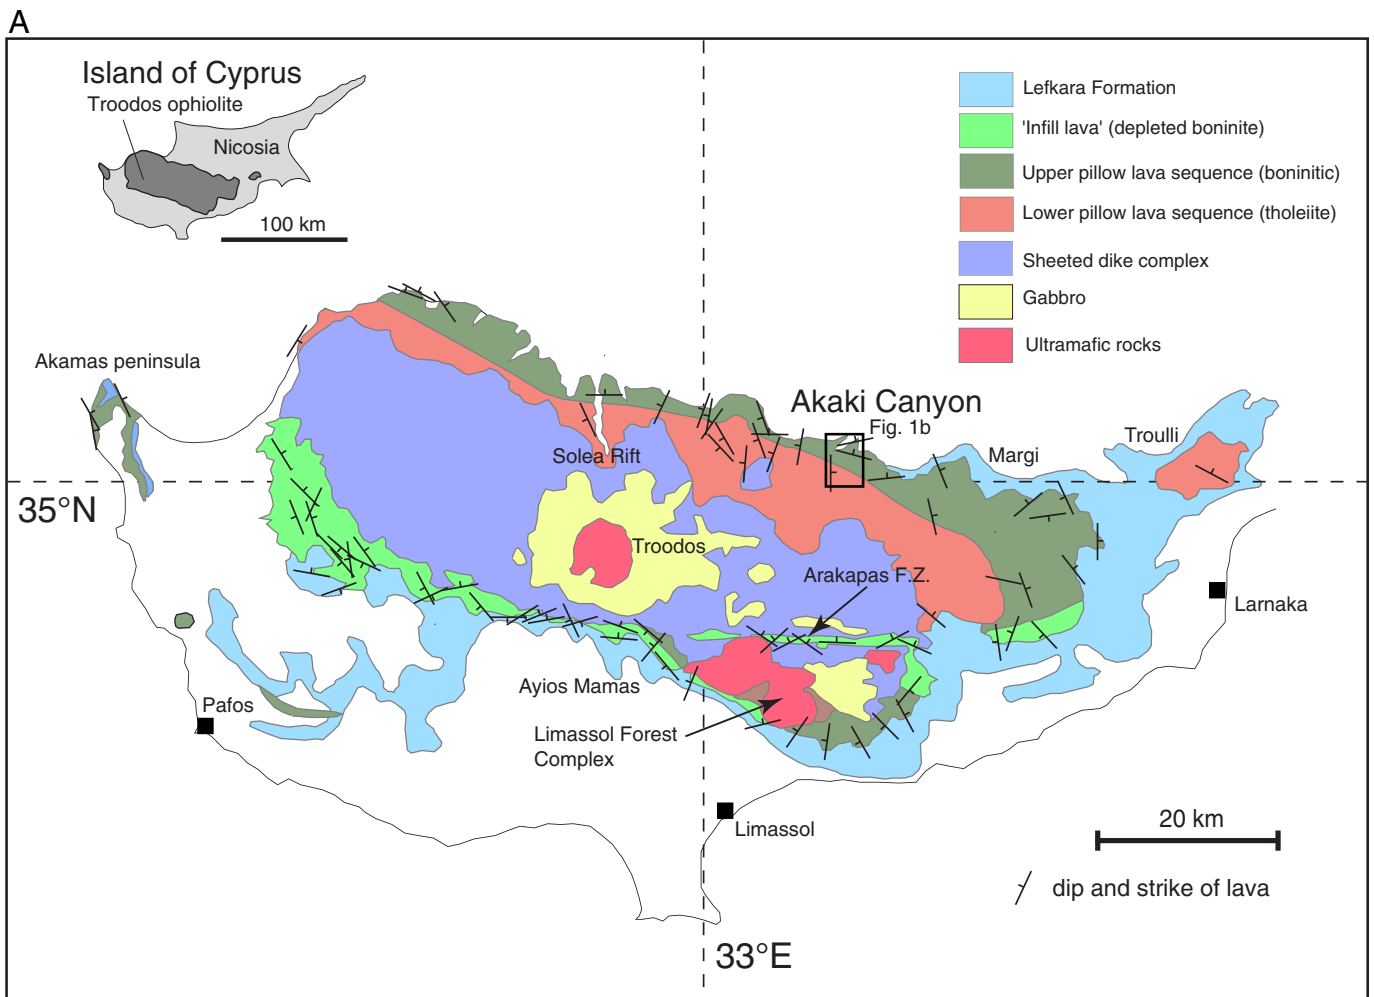 A
Island of Cyprus
Troodos ophiolite
Nicosia
100 km
Lefkara Formation
'Infill lava' (depleted boninite)
Upper pillow lava sequence (boninitic)
Lower pillow lava sequence (tholeiite)
Sheeted dike complex
Gabbro
Ultramafic rocks
Akamas peninsula
Akaki Canyon
Fig. 1b
Solea Rift
Margi
Troulli
35°N
Troodos
Arakapas F.Z.
Larnaka
Ayios Mamas
Pafos
Limassol Forest
Complex
Limassol
20 km
dip and strike of lava
33°E